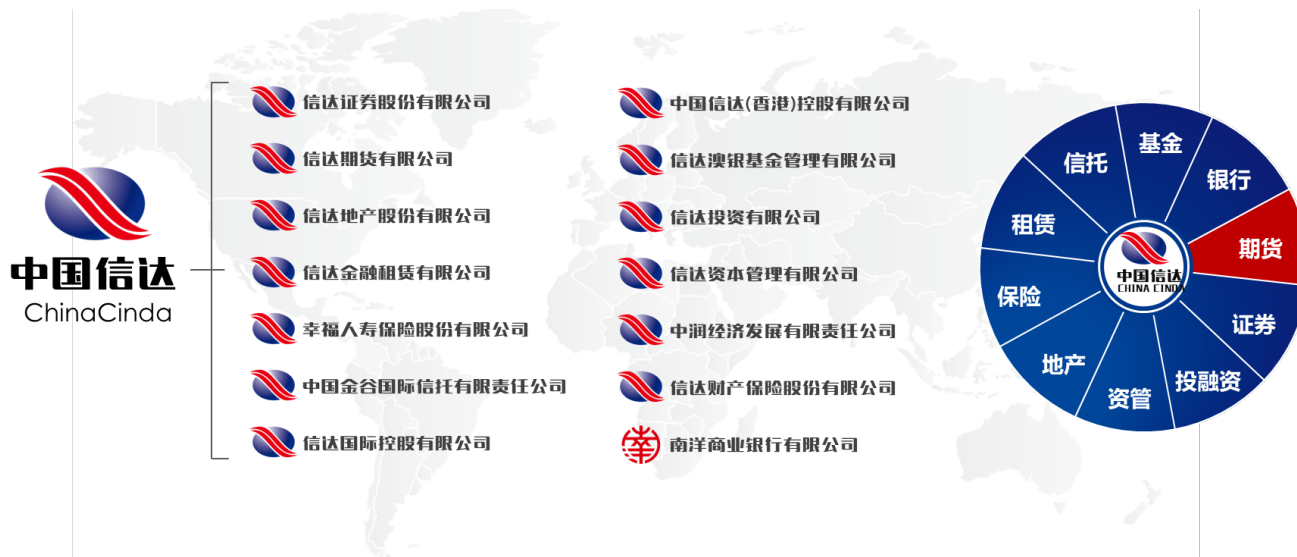 中国信达
ChinaCinda
信达证券股份有限公司
信达期货有限公司
信达地产股份有限公司
信达金融租赁有限公司
幸福人寿保险股份有限公司
中国金谷国际信托有限责任公司
信达国际控股有限公司
中国信达(香港)控股有限公司
信达澳银基金管理有限公司
信达投资有限公司
信达资本管理有限公司
中润经济发展有限责任公司
信达财产保险股份有限公司
南洋商业银行有限公司
基金
银行
期货
证券
投融资
资管
地产
保险
租赁
信托
中国信达
CHINA CINDA